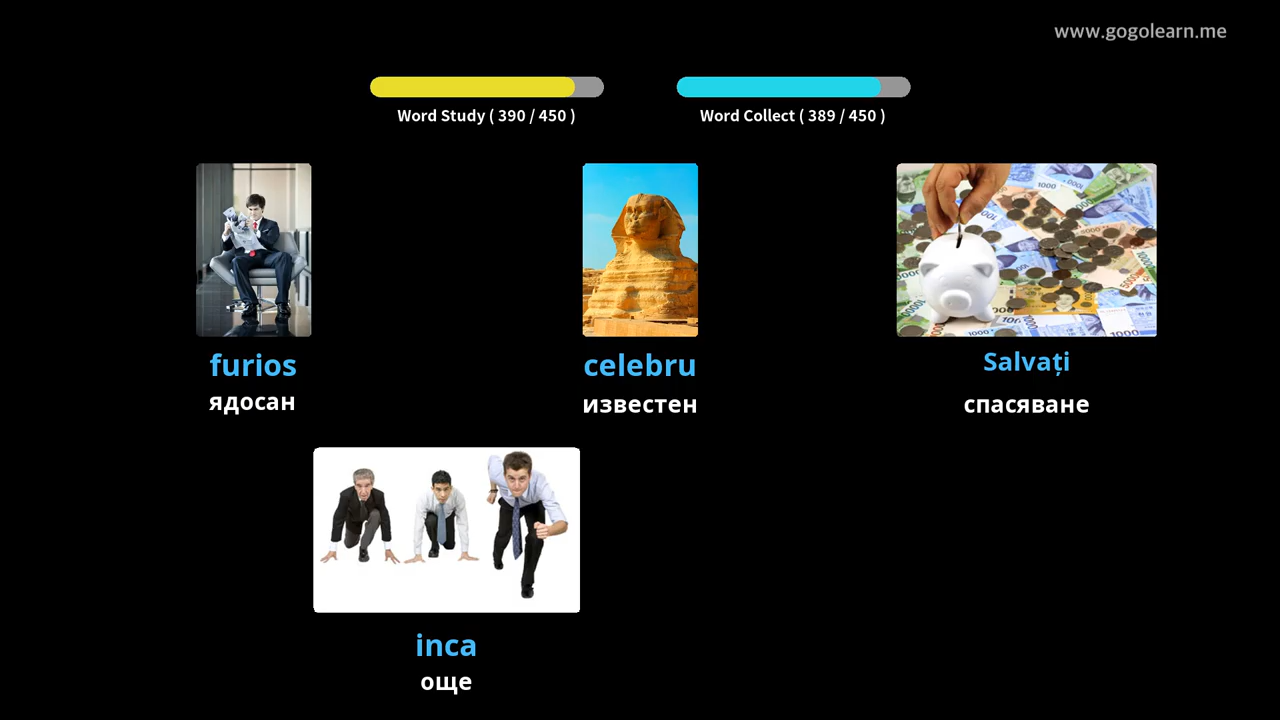 www.gogolearn.me
Word Study ( 390 / 450 )
Word Collect ( 389 / 450 )
furios
ядосан
celebru
известен
Salvați
спасяване
inca
още